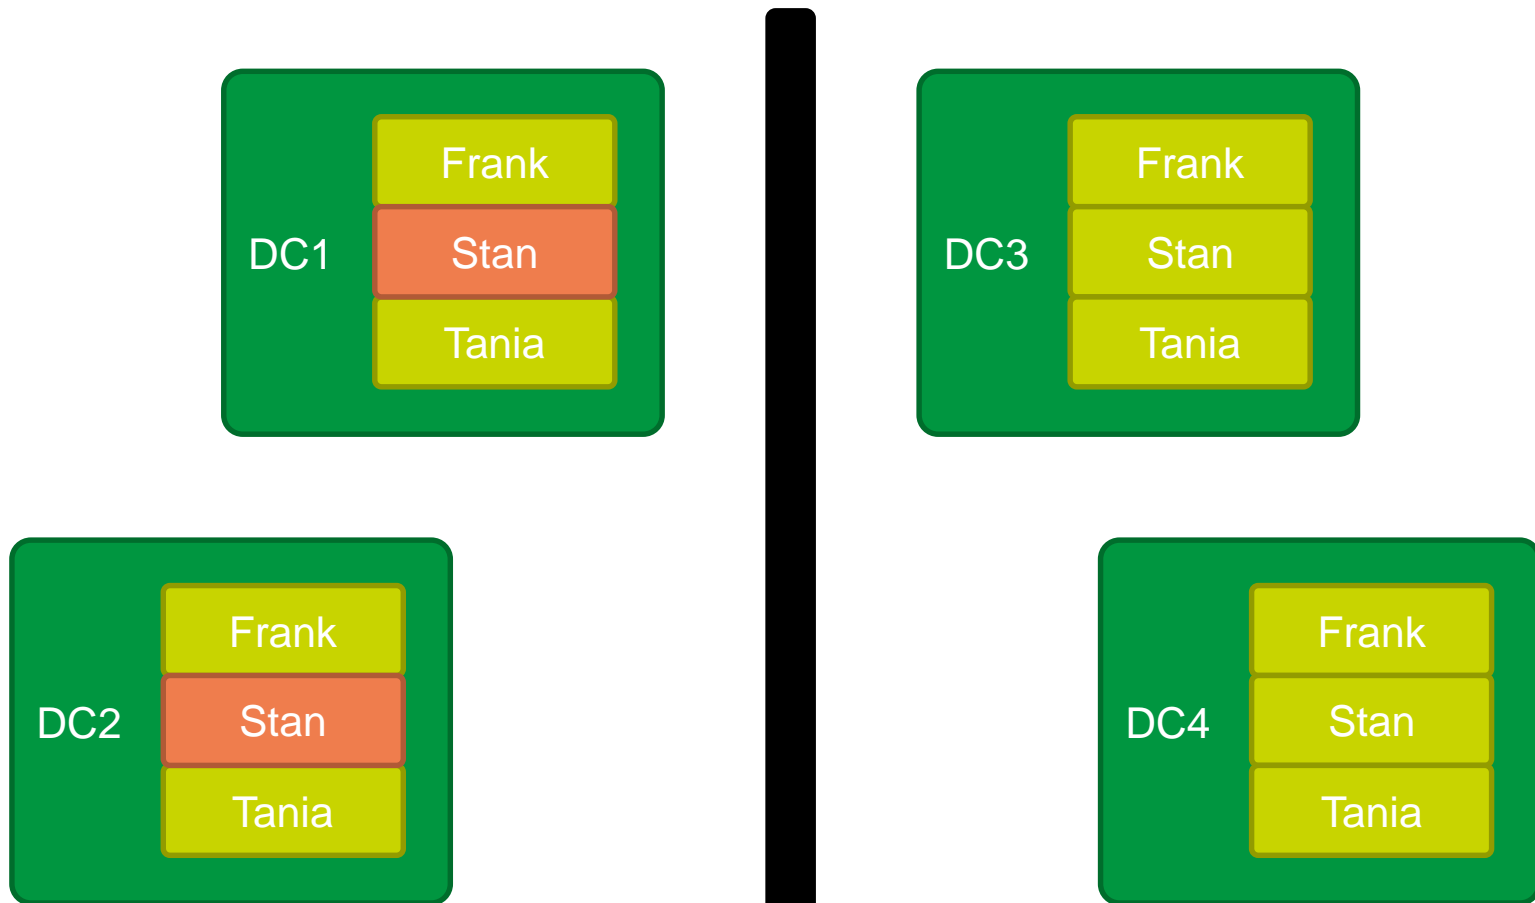 DC1
Frank
Stan
Tania
DC3
Frank
Stan
Tania
DC2
Frank
Stan
Tania
DC4
Frank
Stan
Tania